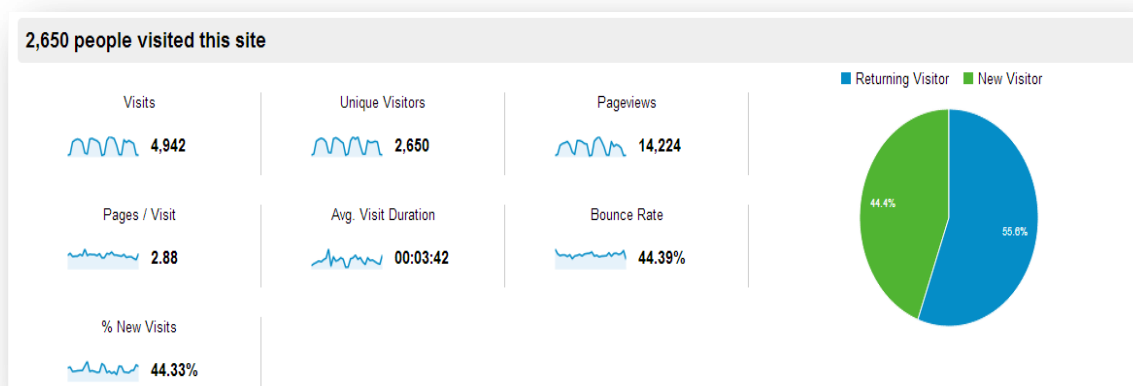 2,650 people visited this site
Returning Visitor New Visitor
Visits Unique Visitors Pageviews
4,942 2,650 14,224
44.4%
55.6%
Pages / Visit Avg. Visit Duration Bounce Rate
2.88 00:03:42 44.39%
% New Visits
44.33%